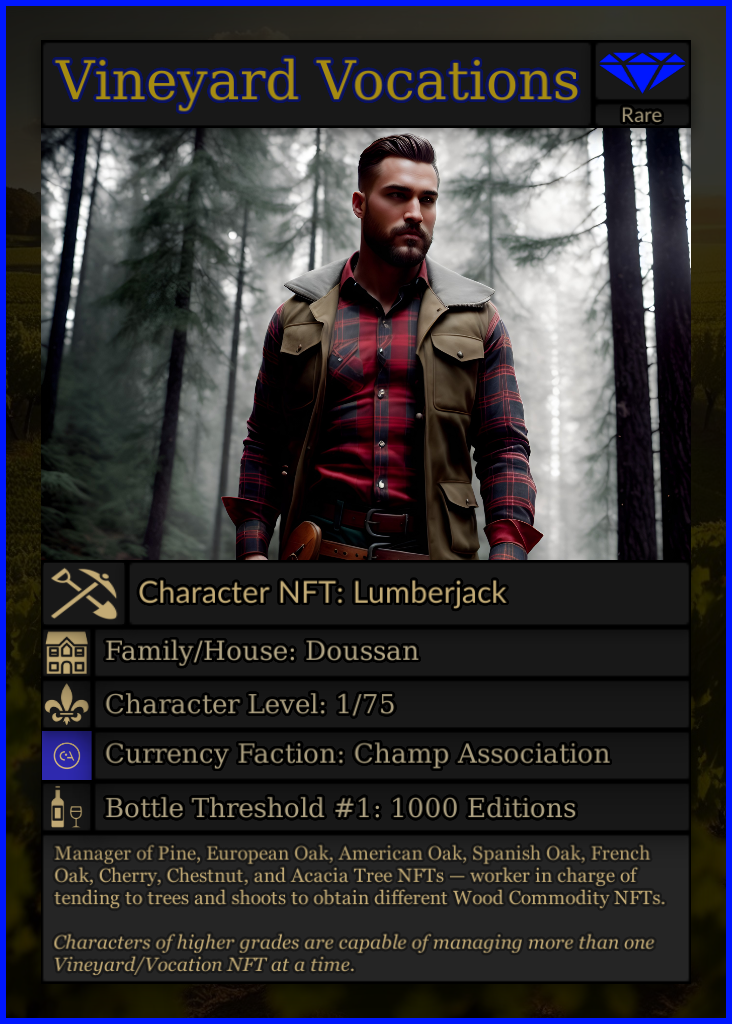 Vineyard Vocations
Rare
Character NFT: Lumberjack
Family/House: Doussan
Character Level: 1/75
CA
Currency Faction: Champ Association
Bottle Threshold #1: 1000 Editions
Manager of Pine, European Oak, American Oak, Spanish Oak, French
Oak, Cherry, Chestnut, and Acacia Tree NFTs — worker in charge of
tending to trees and shoots to obtain different Wood Commodity NFTs.
Characters of higher grades are capable of managing more than one
Vineyard/Vocation NFT at a time.